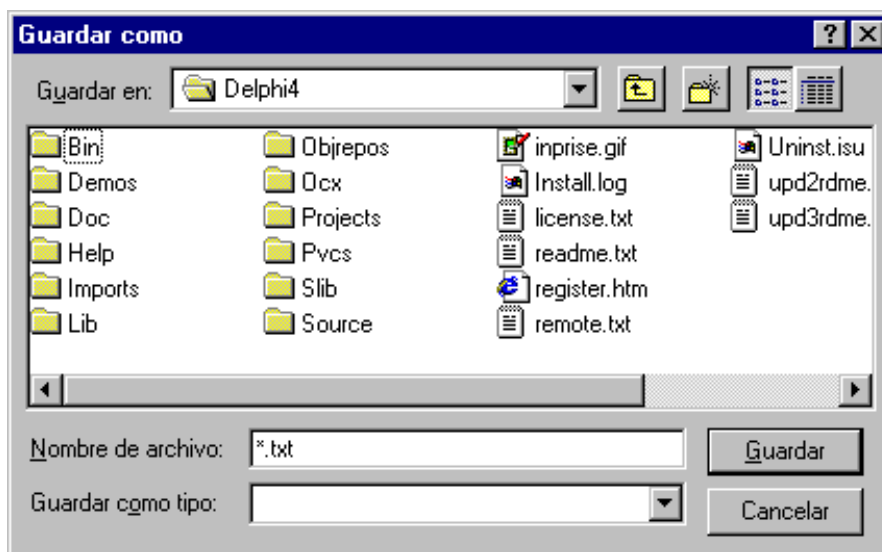 Guardar como
Guardar en: Delphi4
Bin Objrepos inprise.gif Uninst.isu
Demos Ocx Install.log upd2rdme.
Doc Projects license.txt upd3rdme.
Help Pvcs readme.txt
Imports Slib register.htm
Lib Source remote.txt
Nombre de archivo: *.txt Guardar
Guardar como tipo: Cancelar